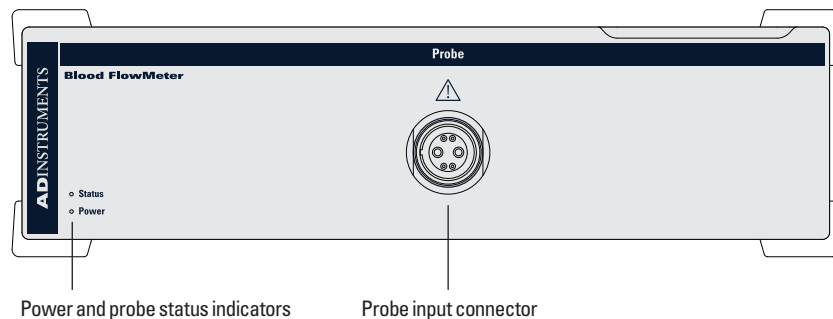 Probe
Blood FlowMeter
ADINSTRUMENTS
Status
Power
Power and probe status indicators
Probe input connector